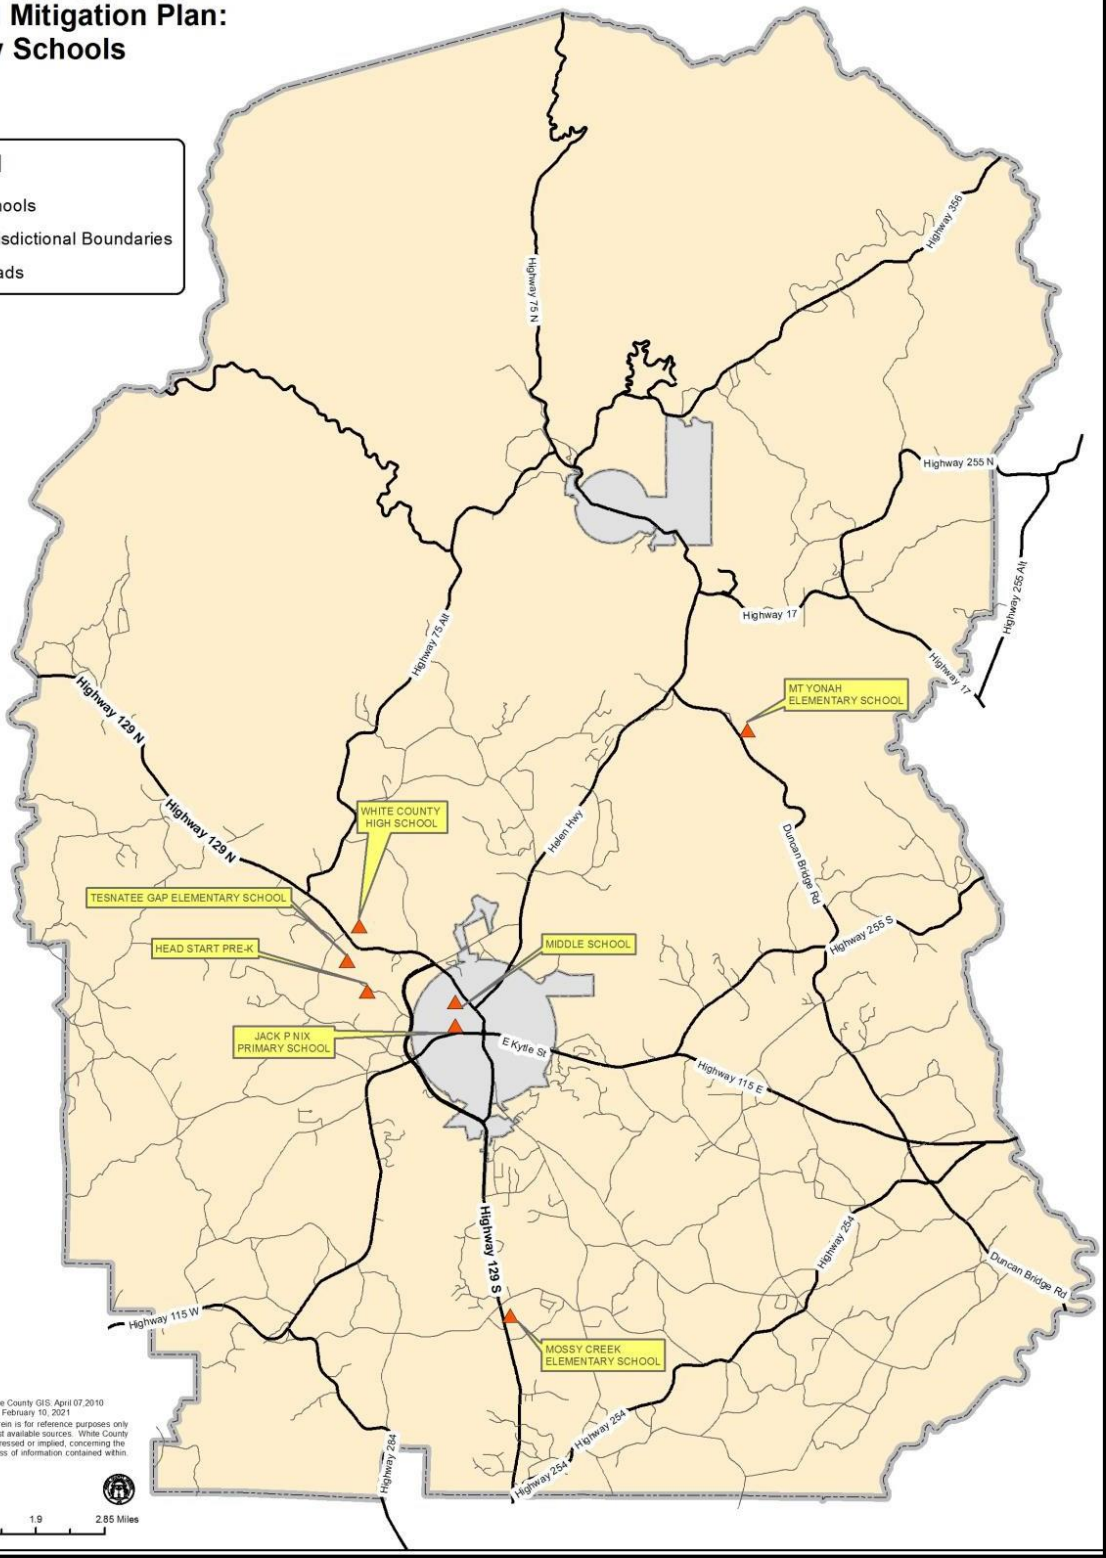 Mitigation Plan:
Schools
isdictional Boundaries
Highway 356
Highway 75 N
Highway 255 N
Highway 255 Alt
Highway 17
Highway 75 Alt
Highway 17
MT YONAH
ELEMENTARY SCHOOL
Highway 129 N
Highway 129 N
WHITE COUNTY
HIGH SCHOOL
Helen Hwy
Duncan Bridge Rd
TESNATEE GAP ELEMENTARY SCHOOL
Highway 255 S
HEAD START PRE-K
MIDDLE SCHOOL
JACK P NIX
PRIMARY SCHOOL
E Kytle St
Highway 115 E
Highway 129 S
Highway 254
Duncan Bridge Rd
Highway 115 W
MOSSY CREEK
ELEMENTARY SCHOOL
e County GIS. April 07,2010
February 10, 2021
rein is for reference purposes only
st available sources. White County
ressed or implied, concerning the
ss of information contained within.
Highway 254
Highway 284
Highway 254
1.9 2.85 Miles